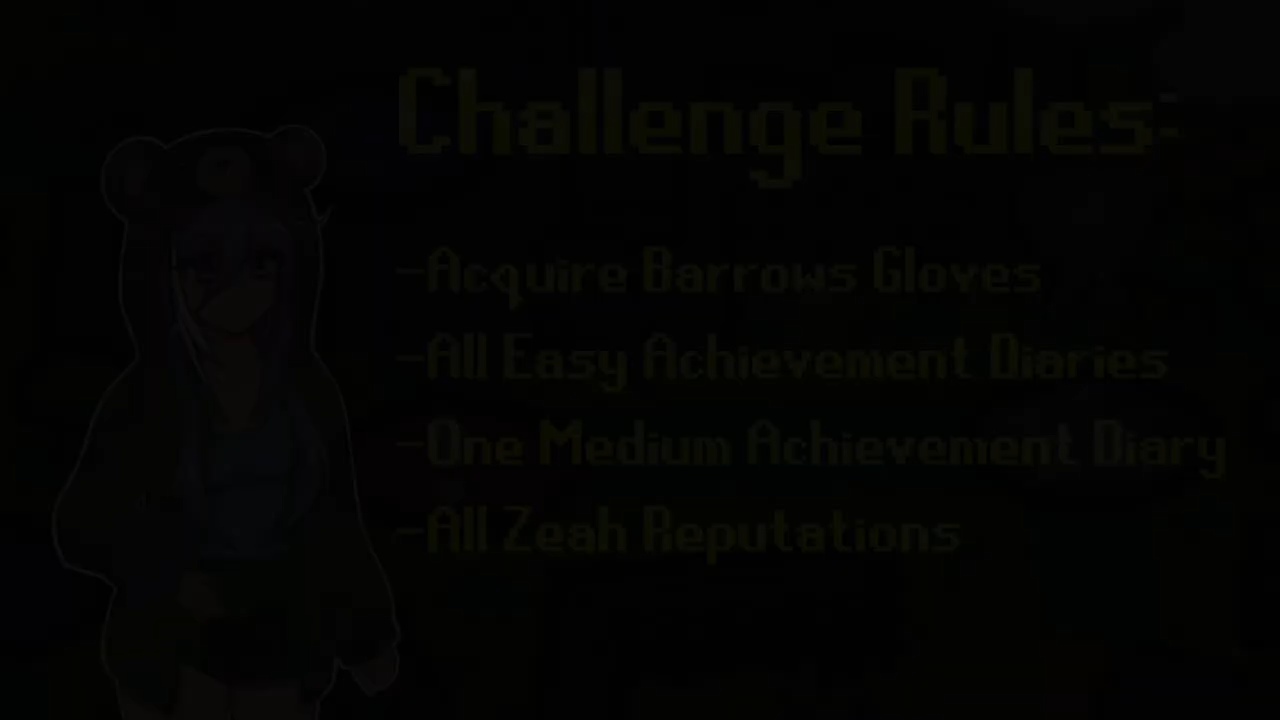 Challenge Rules:
-Acquire Barrows Gloves
-All Easy Achievement Diaries
-One Medium Achievement Diary
-All Zeah Reputations